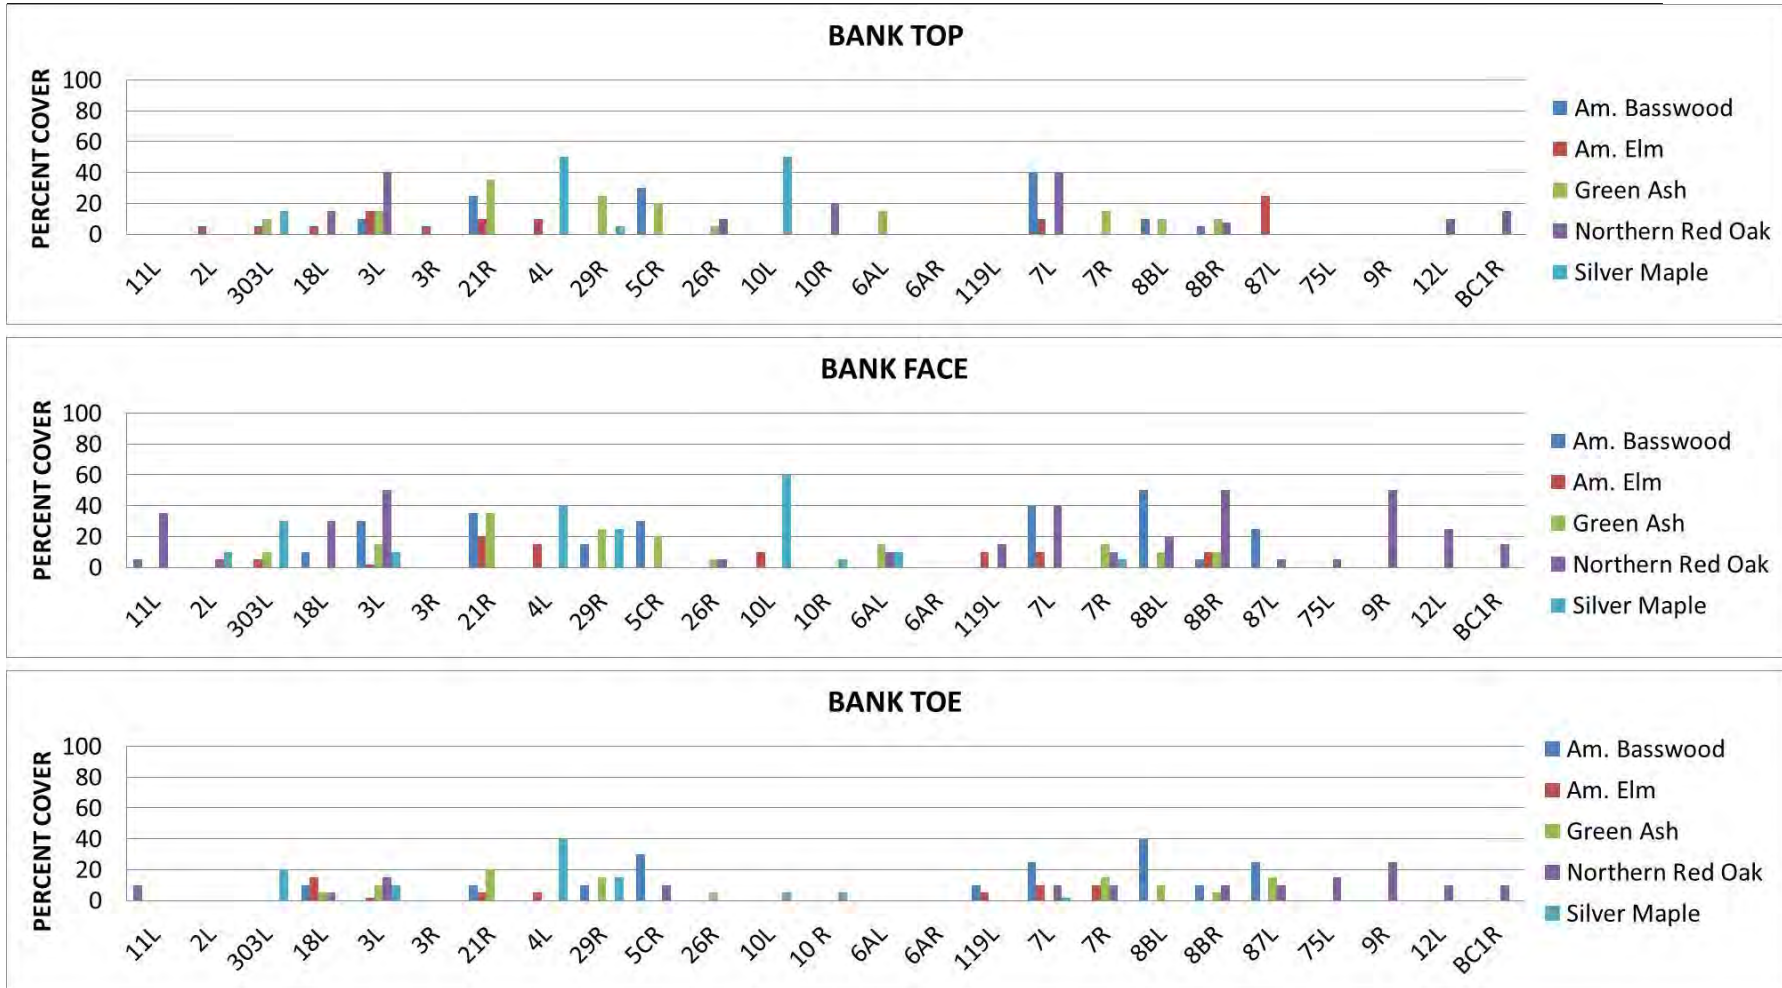 BANK TOP
PERCENT COVER
100
80
60
40
20
0
11L 2L 303L 18L 3L 3R 21R 4L 29R 5CR 26R 10L 10R 6AL 6AR 119L 7L 7R 8BL 8BR 87L 75L 9R 12L BC1R
Am. Basswood
Am. Elm
Green Ash
Northern Red Oak
Silver Maple
BANK FACE
PERCENT COVER
100
80
60
40
20
0
11L 2L 303L 18L 3L 3R 21R 4L 29R 5CR 26R 10L 10R 6AL 6AR 119L 7L 7R 8BL 8BR 87L 75L 9R 12L BC1R
Am. Basswood
Am. Elm
Green Ash
Northern Red Oak
Silver Maple
BANK TOE
PERCENT COVER
100
80
60
40
20
0
11L 2L 303L 18L 3L 3R 21R 4L 29R 5CR 26R 10L 10 R 6AL 6AR 119L 7L 7R 8BL 8BR 87L 75L 9R 12L BC1R
Am. Basswood
Am. Elm
Green Ash
Northern Red Oak
Silver Maple